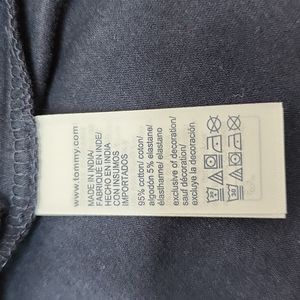 www.tommy.com
MADE IN INDIA/
FABRIQUÉ EN INDE/
HECHO EN INDIA
CON INSUMOS
IMPORTADOS
95% cotton/ coton/
algodón 5% elastane/
élasthanne/ elastano
exclusive of decoration/
sauf décoration/
excluye la decoración